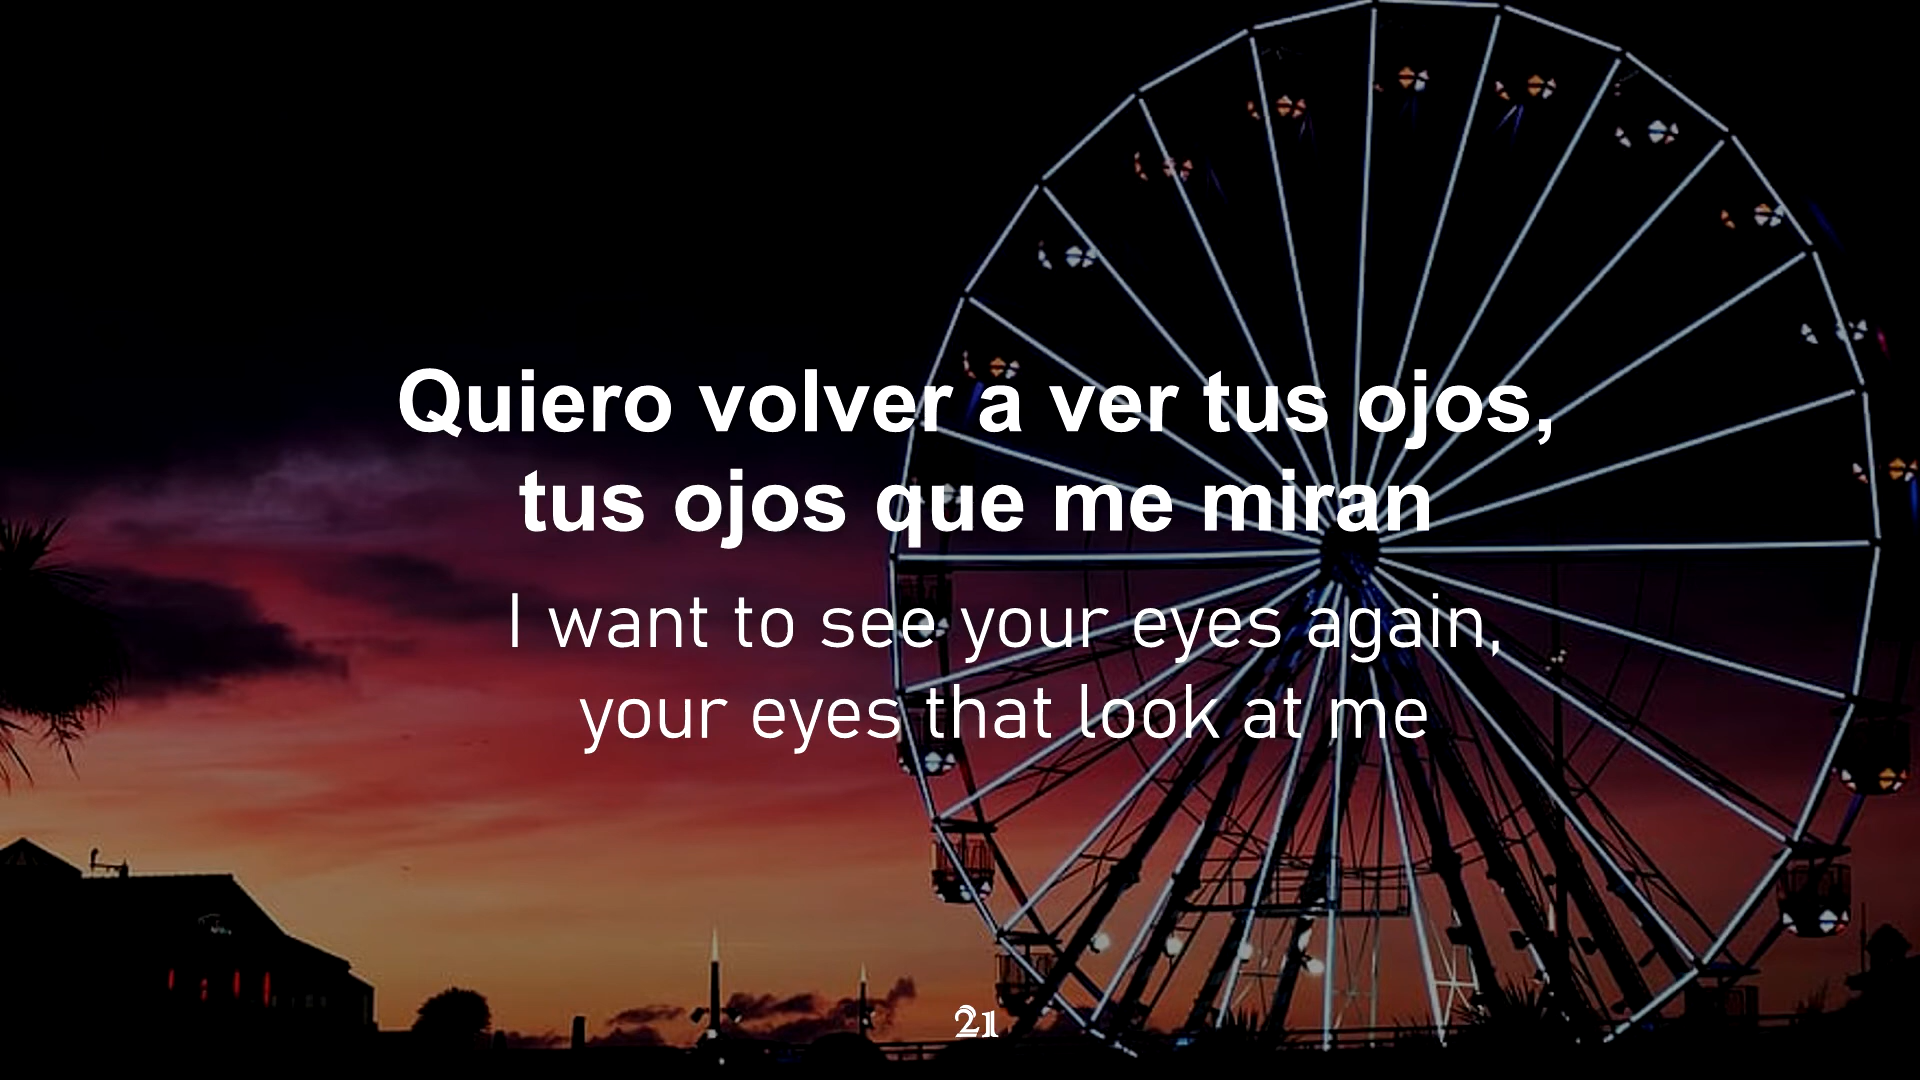 Quiero volver a ver tus ojos,
tus ojos que me miran
I want to see your eyes again,
your eyes that look at me
21